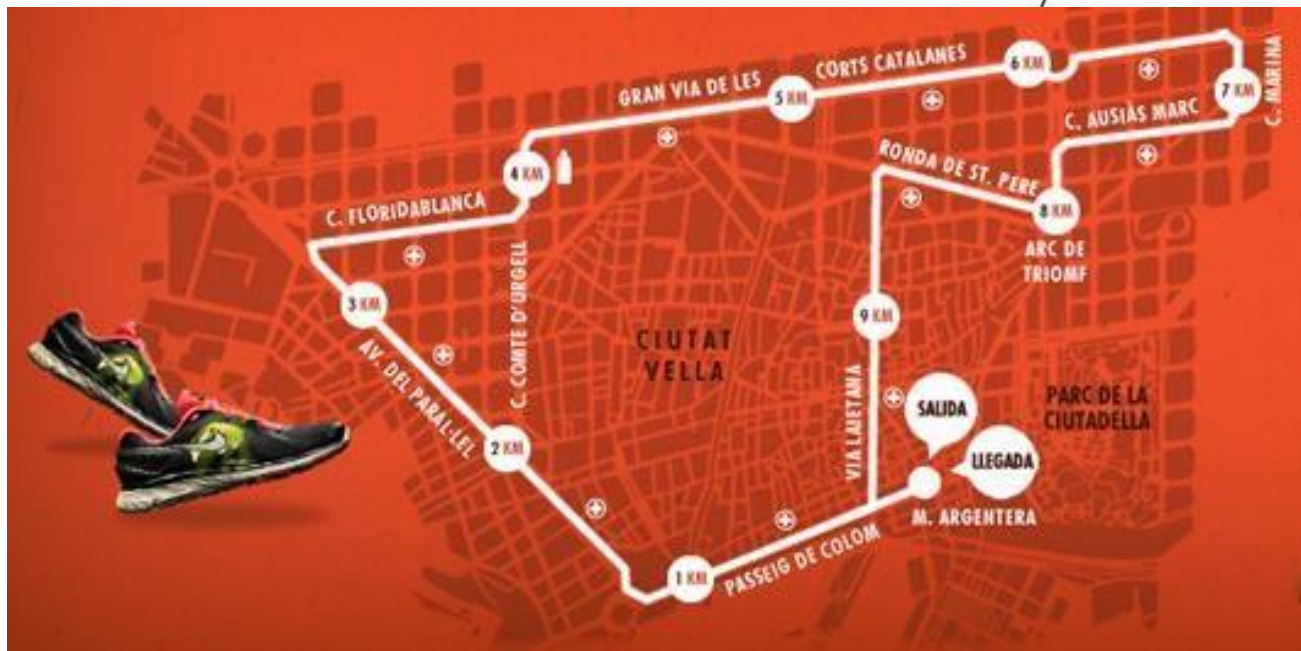 GRAN VIA DE LES
CORTS CATALANES
6 KM
5 KM
7 KM
C. MARINA
C. AUSIÀS MARC
RONDA DE ST. PERE
4 KM
C. FLORIDABLANCA
8 KM
ARC DE
TRIOMF
3 KM
C. COMTE D'URGELL
9 KM
CIUTAT
VELLA
AV. DEL PARAL·LEL
PARC DE LA
CIUTADELLA
SALIDA
2 KM
VIA LAIETANA
LLEGADA
M. ARGENTERA
1 KM
PASSEIG DE COLOM